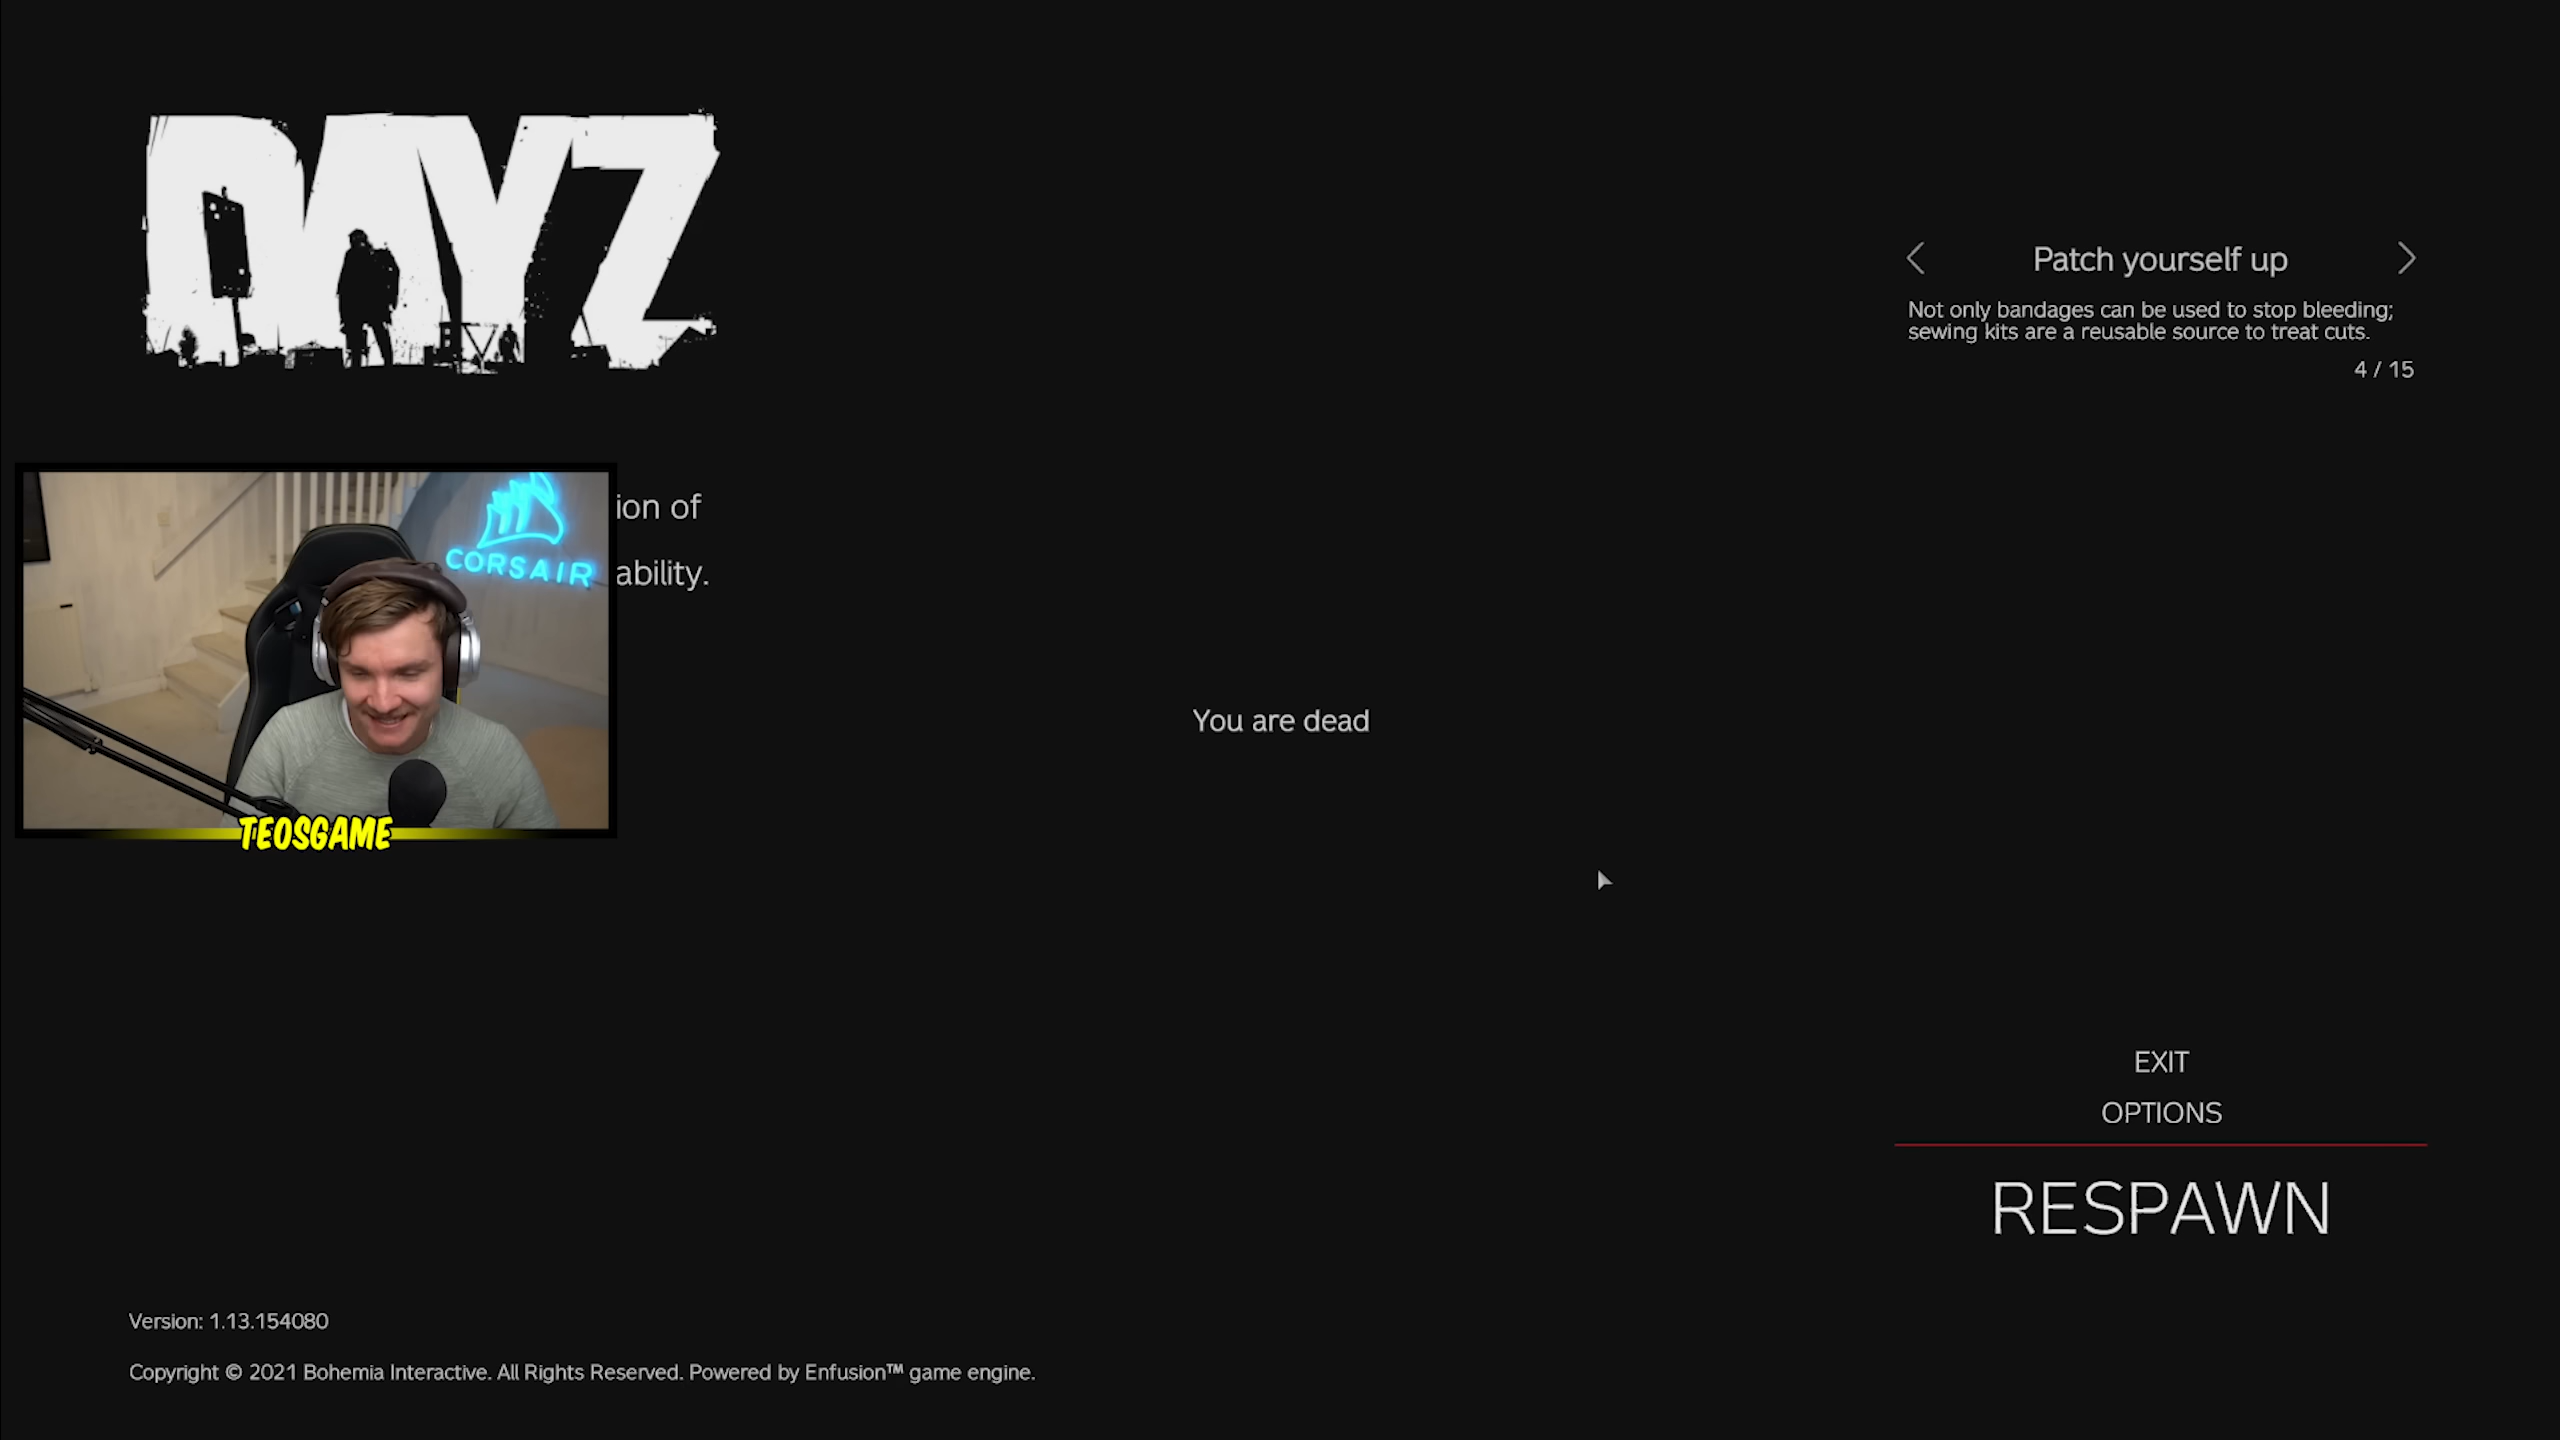 DAYZ
Patch yourself up
Not only bandages can be used to stop bleeding;
sewing kits are a reusable source to treat cuts.
4 / 15
ion of
ability.
CORSAIR
TEOSGAME
You are dead
EXIT
OPTIONS
RESPAWN
Version: 1.13.154080
Copyright © 2021 Bohemia Interactive. All Rights Reserved. Powered by Enfusion™ game engine.